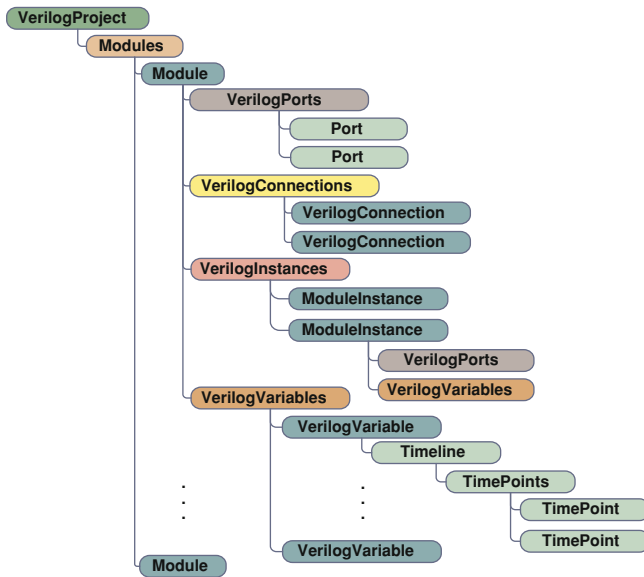 VerilogProject
Modules
Module
VerilogPorts
Port
Port
VerilogConnections
VerilogConnection
VerilogConnection
VerilogInstances
ModuleInstance
ModuleInstance
VerilogPorts
VerilogVariables
VerilogVariables
VerilogVariable
Timeline
TimePoints
TimePoint
TimePoint
VerilogVariable
Module